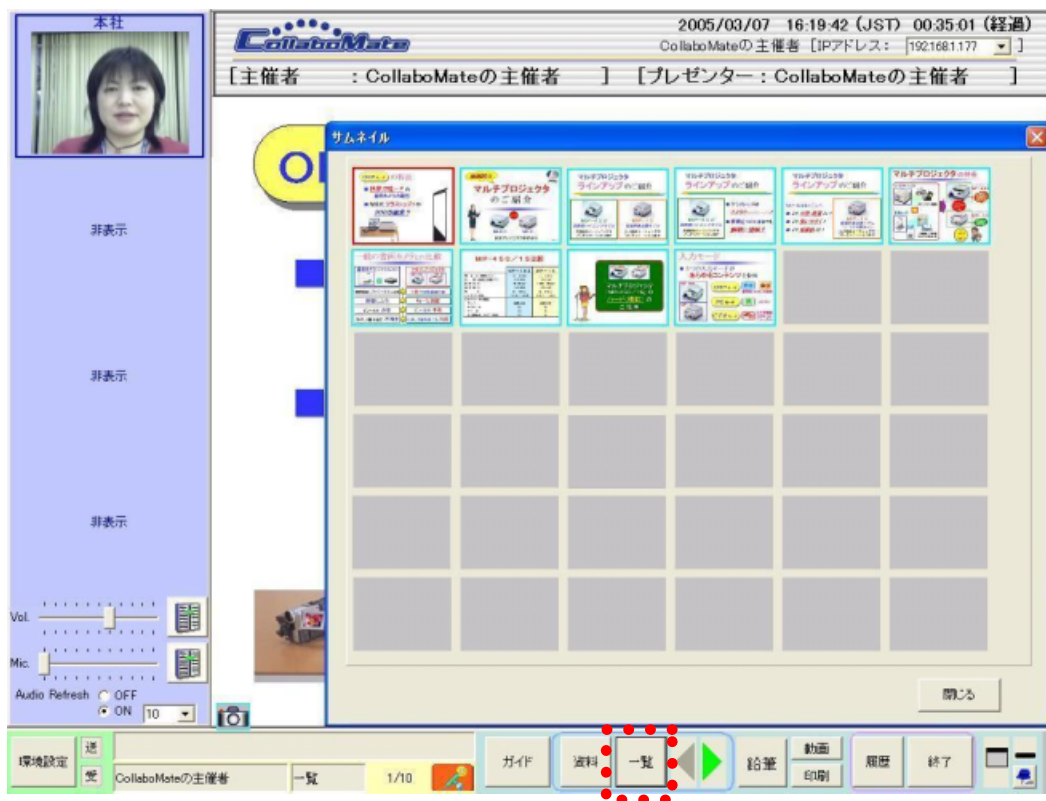 本社
CollaboMate
2005/03/07 16:19:42 (JST) 00:35:01 (経過)
CollaboMateの主催者 [IPアドレス: 192.168.1.177 ]
[主催者 : CollaboMateの主催者 ] [プレゼンター : CollaboMateの主催者 ]
サムネイル
マルチプロジェクタ
のご紹介
マルチプロジェクタ
ラインアップのご紹介
マルチプロジェクタ
ラインアップのご紹介
マルチプロジェクタ
ラインアップのご紹介
マルチプロジェクタの特長
入力モード
非表示
非表示
非表示
Vol.
Mic.
Audio Refresh OFF
ON 10
閉じる
環境設定
送
受
CollaboMateの主催者
一覧
1/10
ガイド
資料
一覧
鉛筆
動画
印刷
履歴
終了